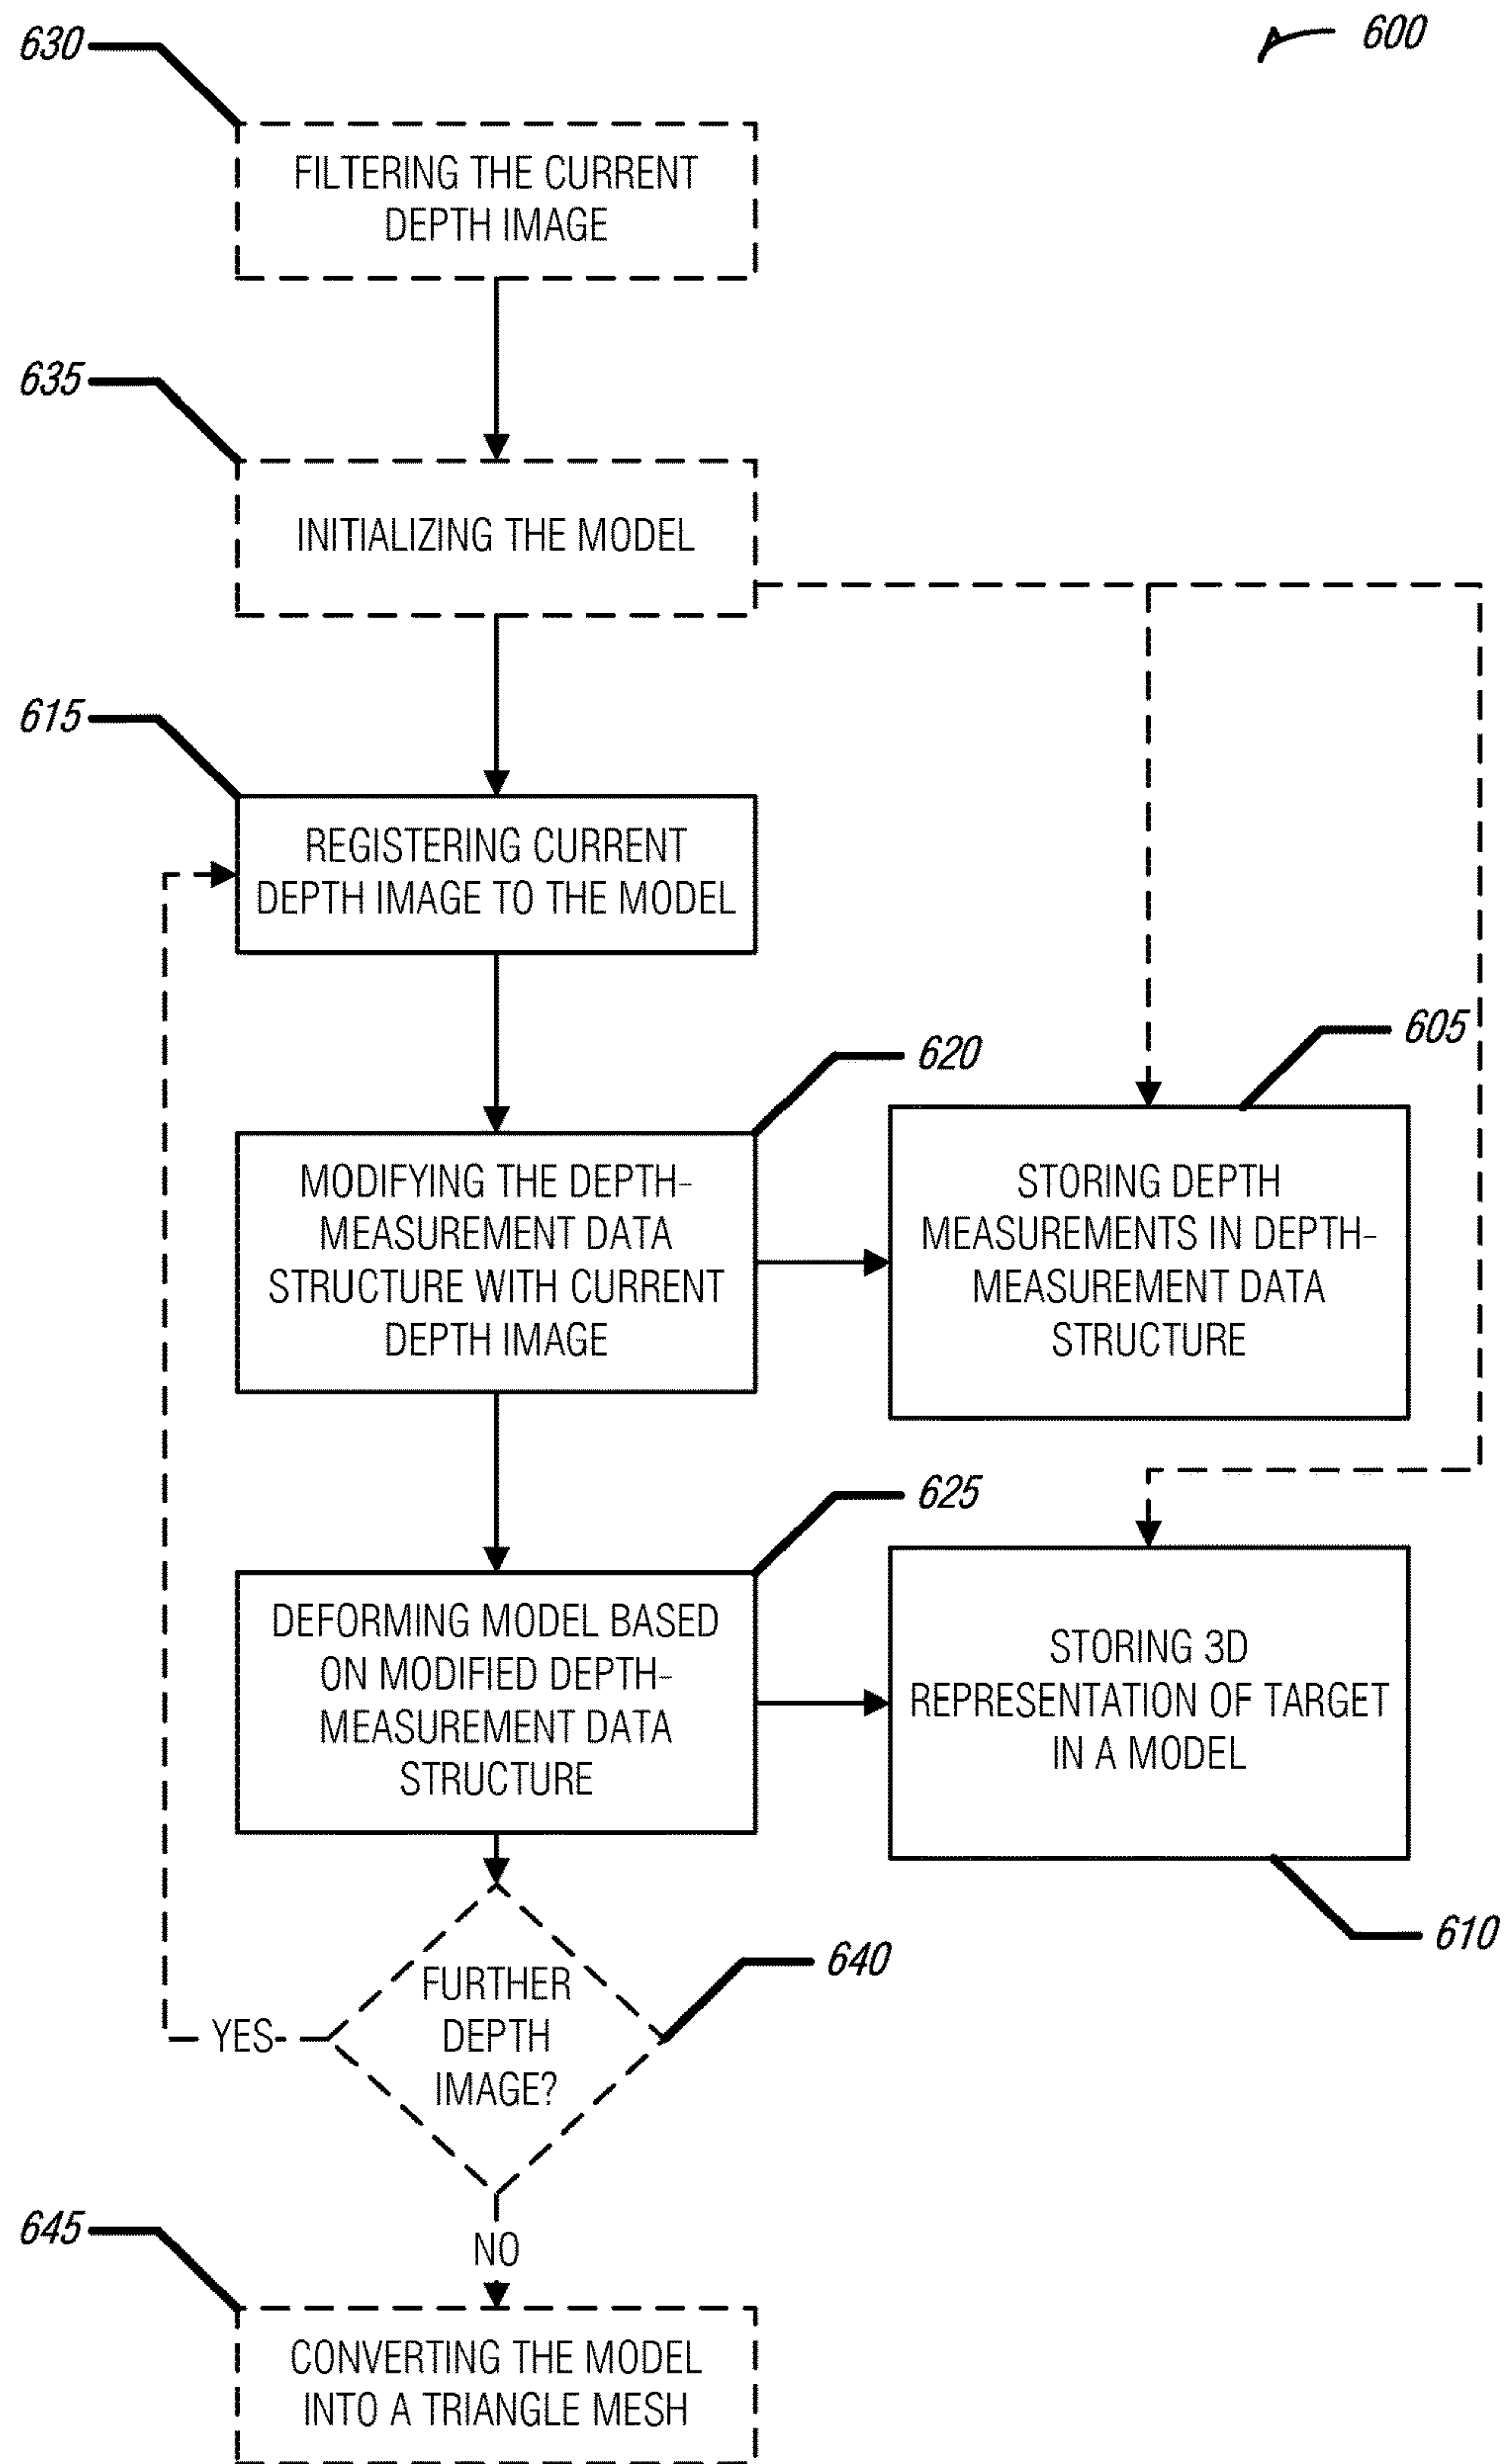 630
600
FILTERING THE CURRENT
DEPTH IMAGE
635
INITIALIZING THE MODEL
615
REGISTERING CURRENT
DEPTH IMAGE TO THE MODEL
620
605
MODIFYING THE DEPTH-
MEASUREMENT DATA
STRUCTURE WITH CURRENT
DEPTH IMAGE
STORING DEPTH
MEASUREMENTS IN DEPTH-
MEASUREMENT DATA
STRUCTURE
625
DEFORMING MODEL BASED
ON MODIFIED DEPTH-
MEASUREMENT DATA
STRUCTURE
STORING 3D
REPRESENTATION OF TARGET
IN A MODEL
610
640
FURTHER
DEPTH
IMAGE?
YES
NO
645
CONVERTING THE MODEL
INTO A TRIANGLE MESH